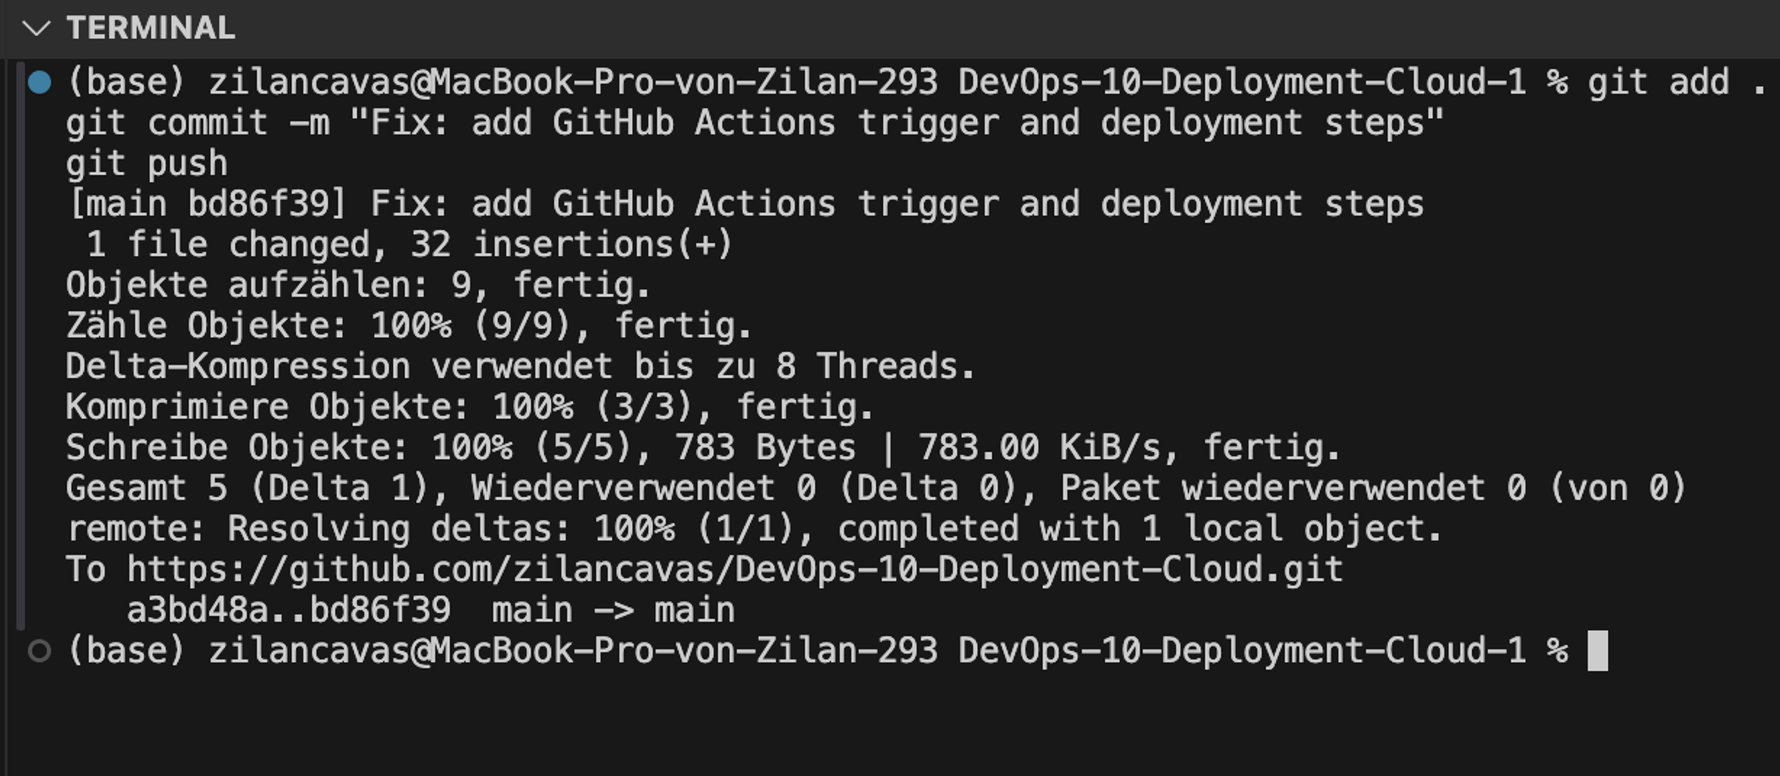 TERMINAL
(base) zilancavas@MacBook-Pro-von-Zilan-293 DevOps-10-Deployment-Cloud-1 % git add .
git commit -m "Fix: add GitHub Actions trigger and deployment steps"
git push
[main bd86f39] Fix: add GitHub Actions trigger and deployment steps
 1 file changed, 32 insertions(+)
Objekte aufzählen: 9, fertig.
Zähle Objekte: 100% (9/9), fertig.
Delta-Kompression verwendet bis zu 8 Threads.
Komprimiere Objekte: 100% (3/3), fertig.
Schreibe Objekte: 100% (5/5), 783 Bytes | 783.00 KiB/s, fertig.
Gesamt 5 (Delta 1), Wiederverwendet 0 (Delta 0), Paket wiederverwendet 0 (von 0)
remote: Resolving deltas: 100% (1/1), completed with 1 local object.
To https://github.com/zilancavas/DevOps-10-Deployment-Cloud.git
   a3bd48a..bd86f39  main -> main
(base) zilancavas@MacBook-Pro-von-Zilan-293 DevOps-10-Deployment-Cloud-1 %